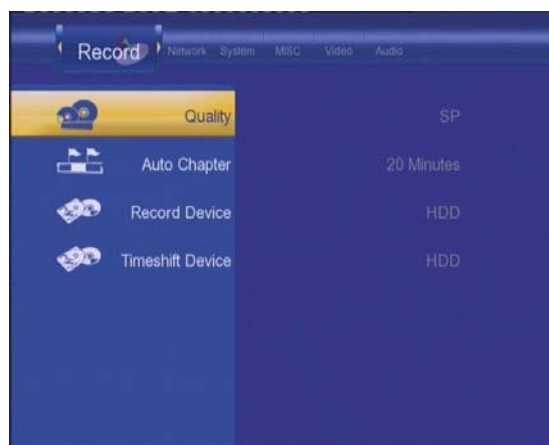 Record Network System MISC Video Audio
Quality SP
Auto Chapter 20 Minutes
Record Device HDD
Timeshift Device HDD